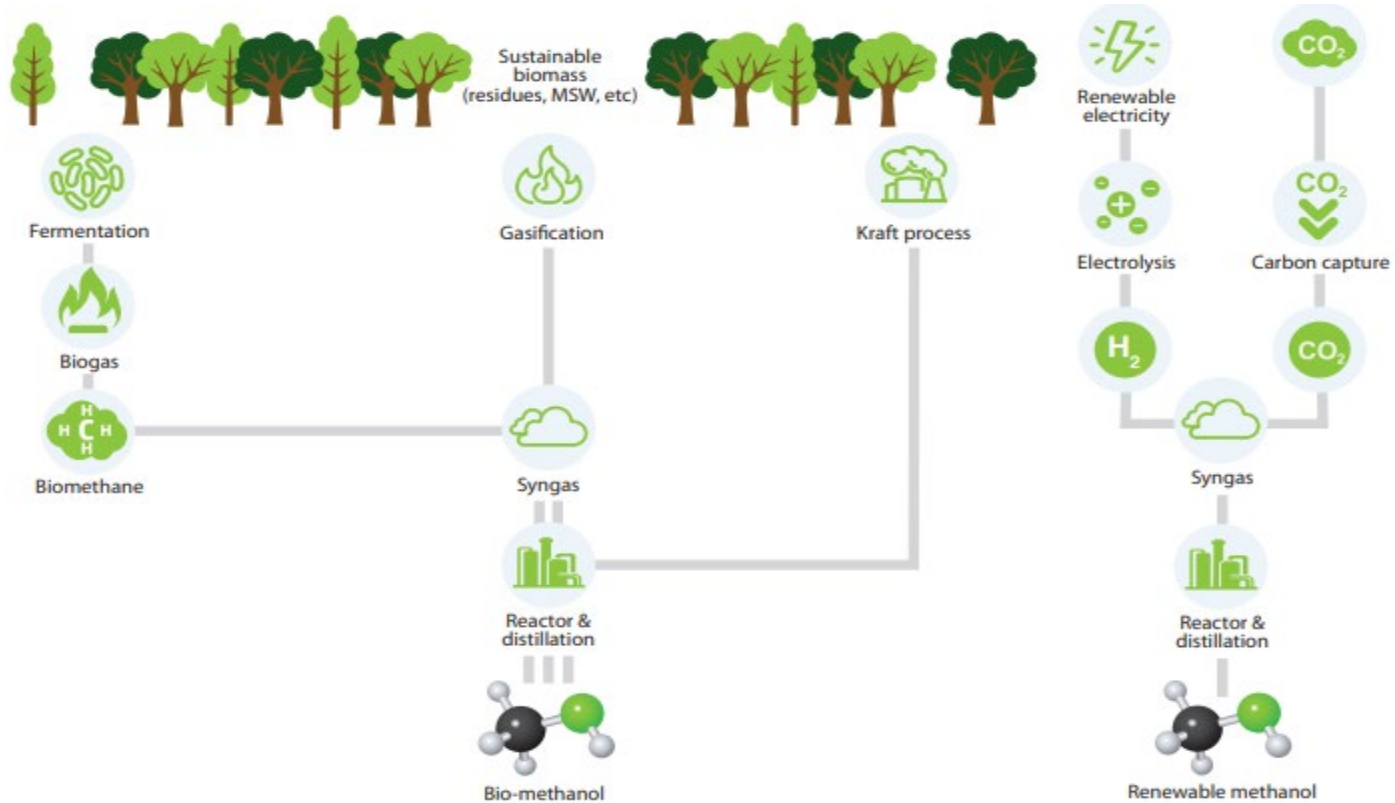 Sustainable
biomass
(residues, MSW, etc)
Renewable
electricity
CO₂
Fermentation
Gasification
Kraft process
CO₂
Electrolysis
Carbon capture
Biogas
H₂
CO₂
H
H C H
H
Biomethane
Syngas
Syngas
Reactor &
distillation
Reactor &
distillation
Bio-methanol
Renewable methanol